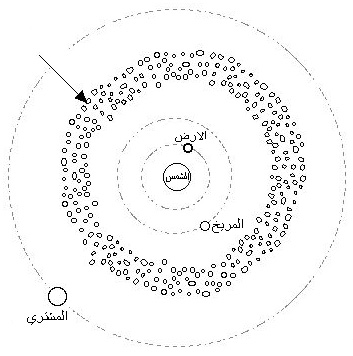 الارض
الشمس
المريخ
المشتري